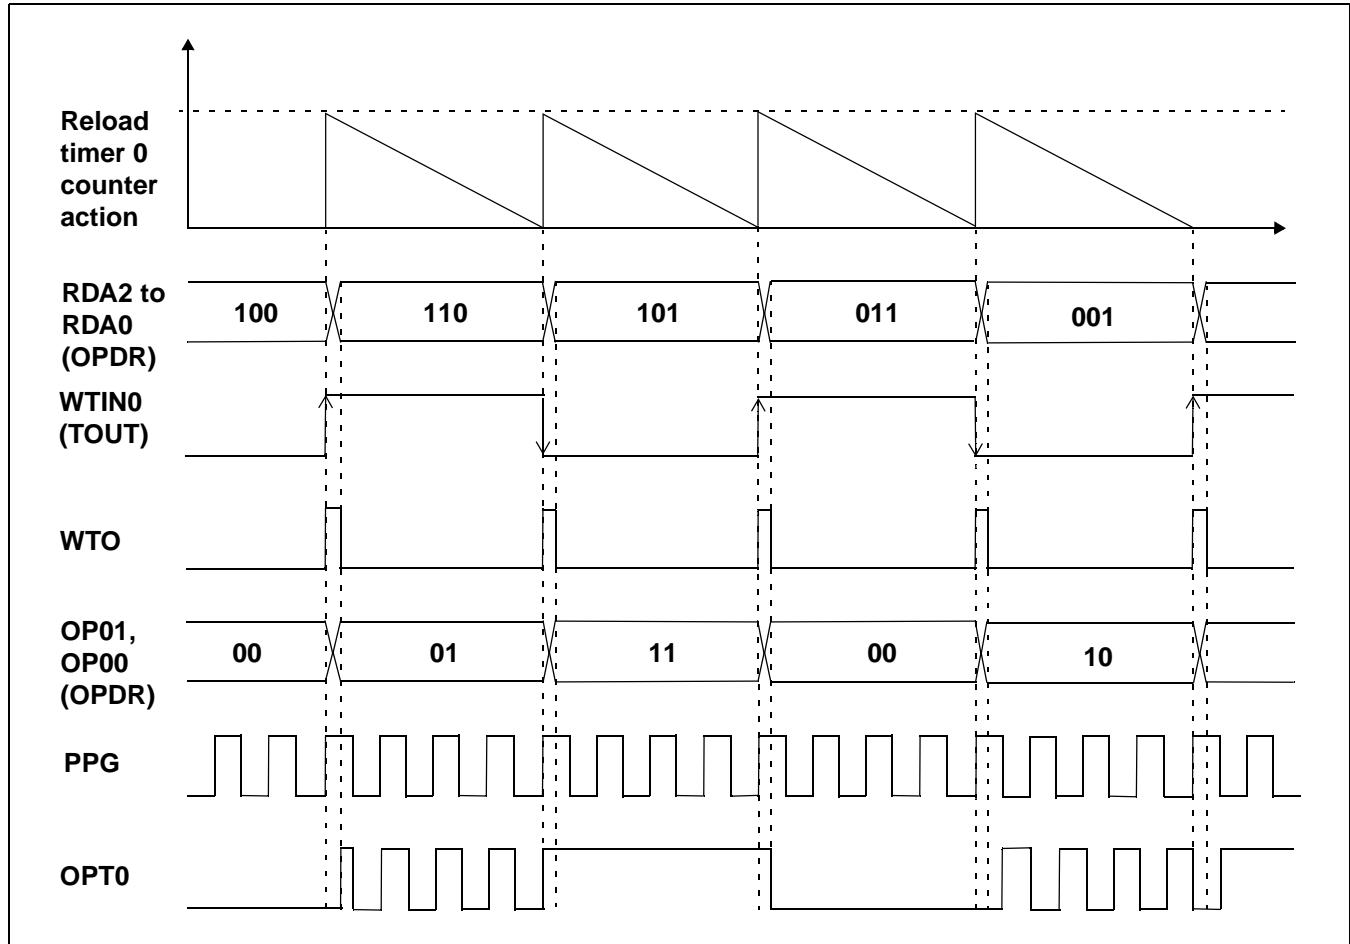 Reload
timer 0
counter
action
RDA2 to
RDA0
(OPDR)
100 110 101 011 001
WTIN0
(TOUT)
WTO
OP01,
OP00
(OPDR)
00 01 11 00 10
PPG
OPT0